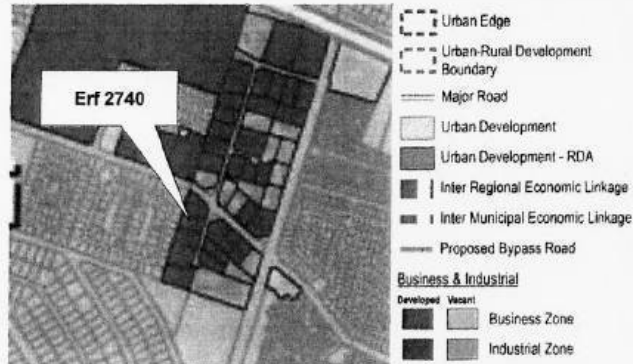 Erf 2740
Urban Edge
Urban-Rural Development
Boundary
Major Road
Urban Development
Urban Development - RDA
Inter Regional Economic Linkage
Inter Municipal Economic Linkage
Proposed Bypass Road
Business & Industrial
Developed Vacant
Business Zone
Industrial Zone